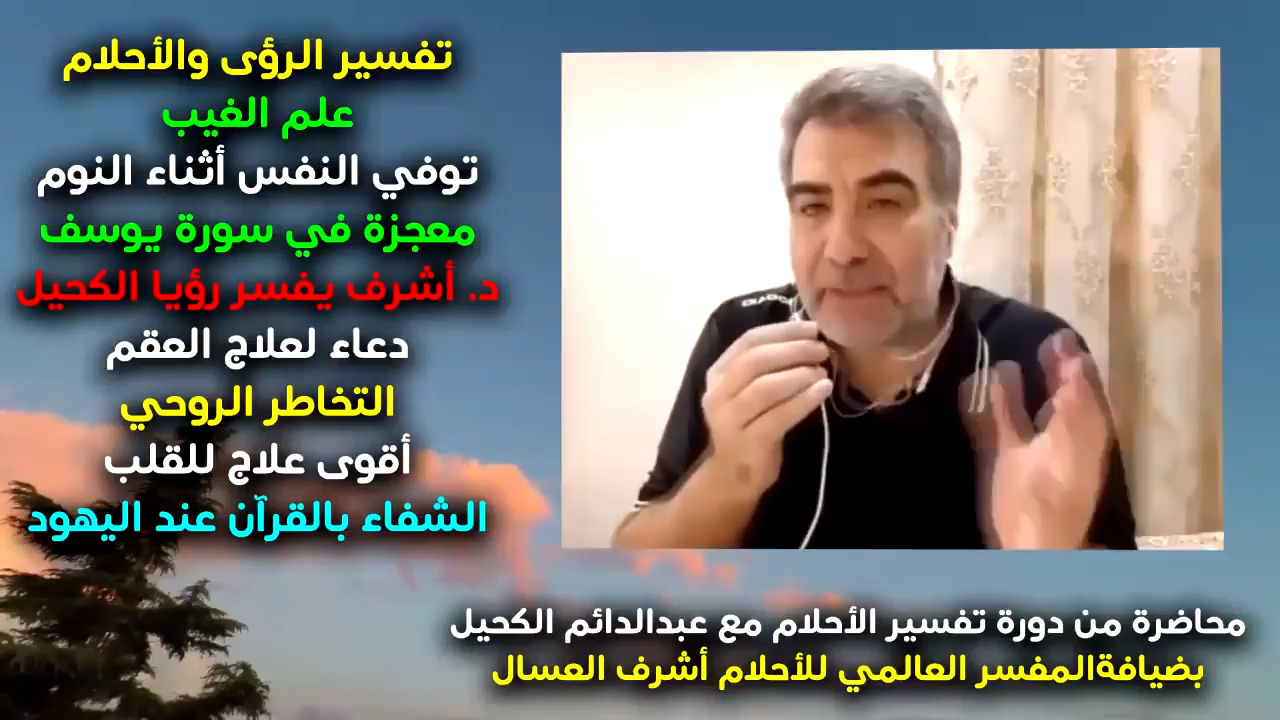 تفسير الرؤى والأحلام
علم الغيب
توفي النفس أثناء النوم
معجزة في سورة يوسف
د. أشرف يفسر رؤيا الكحيل
دعاء لعلاج العقم
التخاطر الروحي
أقوى علاج للقلب
الشفاء بالقرآن عند اليهود
محاضرة من دورة تفسير الأحلام مع عبدالدائم الكحيل
بضيافةالمفسر العالمي للأحلام أشرف العسال